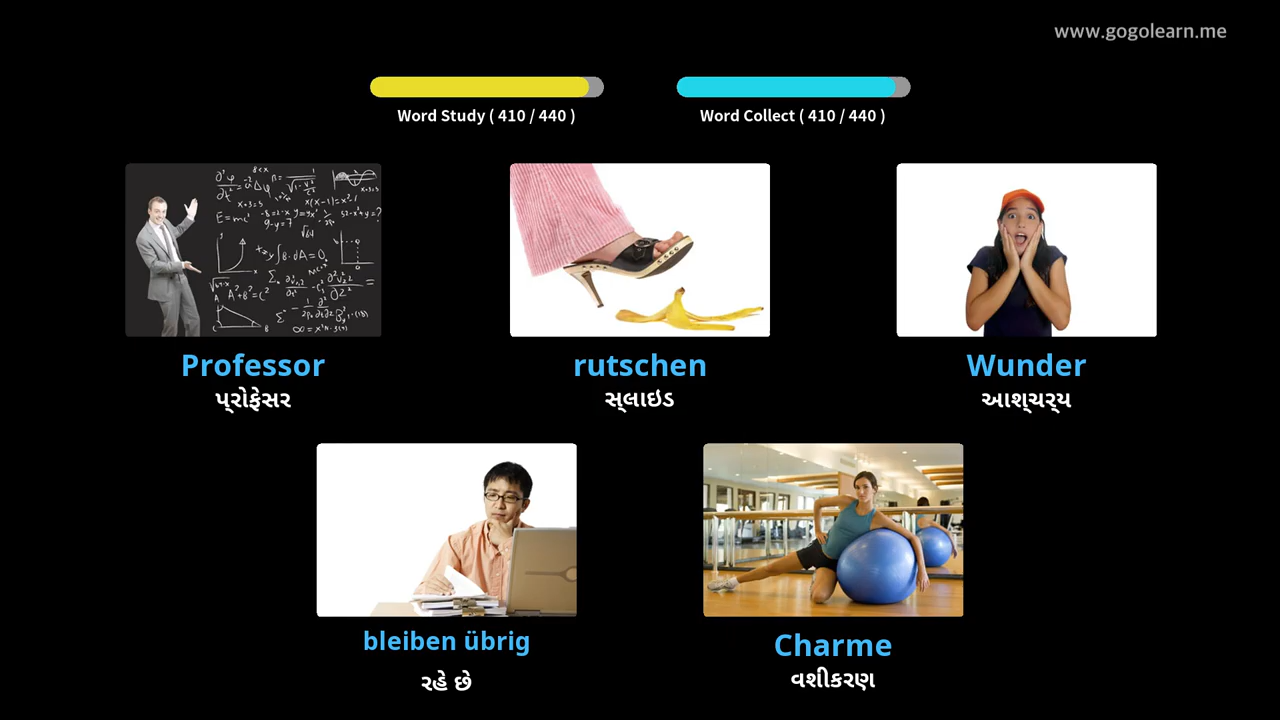 www.gogolearn.me
Word Study ( 410 / 440 )
Word Collect ( 410 / 440 )
Professor
પ્રોફેસર
rutschen
સ્લાઇડ
Wunder
આશ્ચર્ય
bleiben übrig
રહે છે
Charme
વશીકરણ